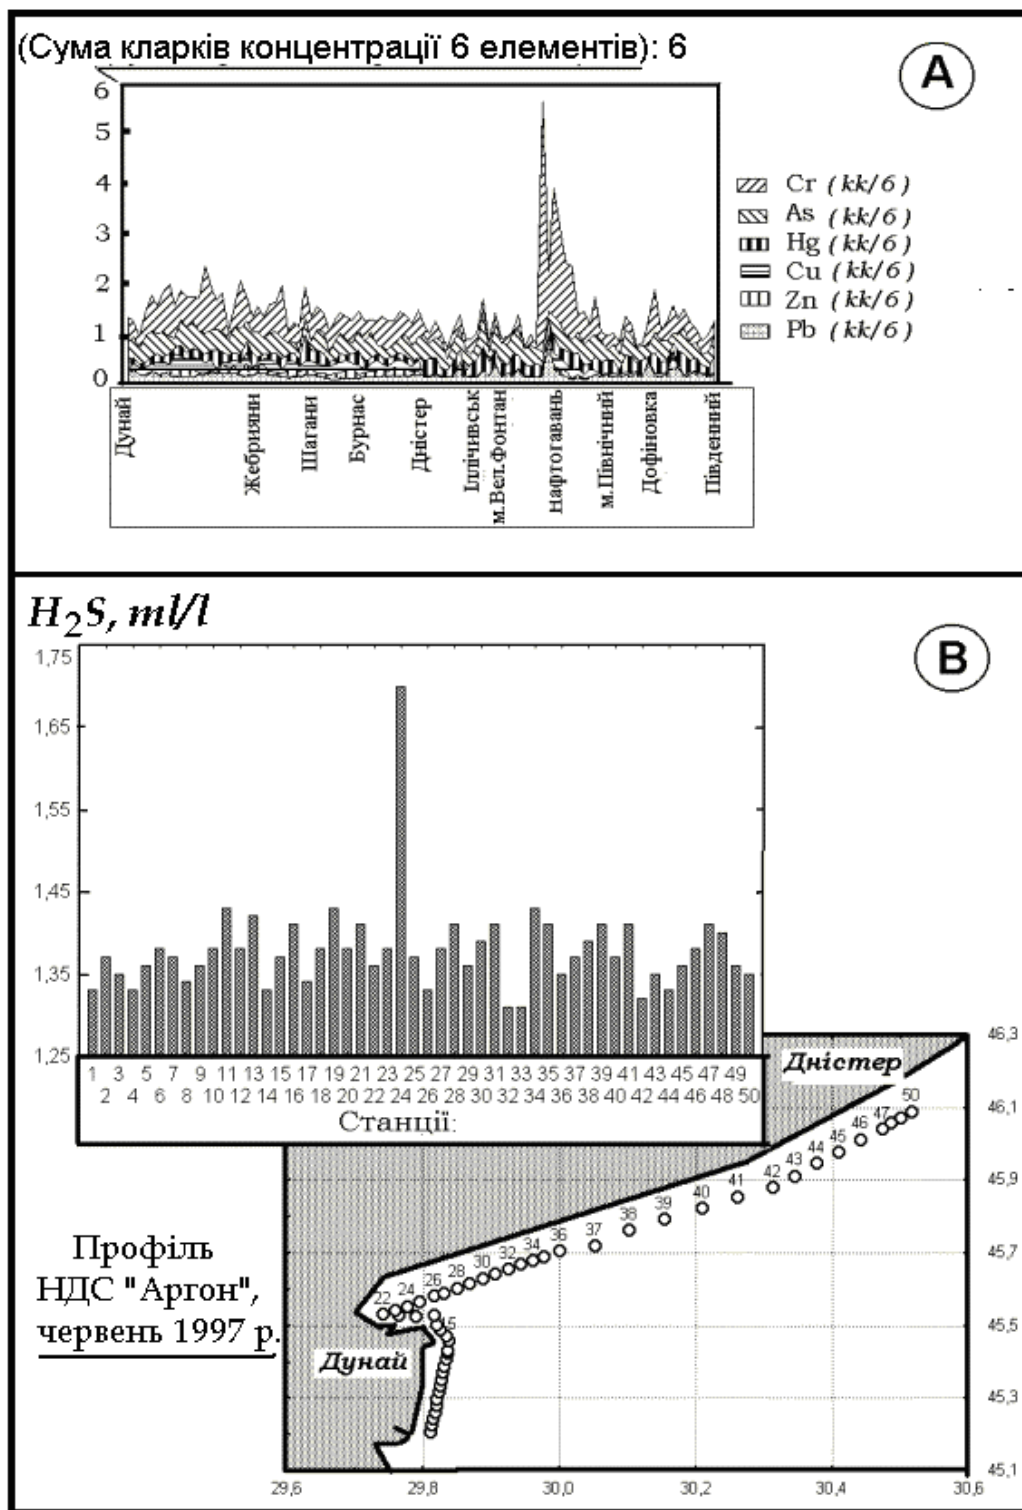 (Сума кларків концентрації 6 елементів): 6
A
6
5
4
3
2
1
0
Cr (kk/6)
As (kk/6)
Hg (kk/6)
Cu (kk/6)
Zn (kk/6)
Pb (kk/6)
Дунай
Жебрияни
Шагани
Бурнас
Дністер
Іллічивськ
м.Вел.Фонтан
Нафтогавань
м.Північний
Дофіновка
Південний
H₂S, ml/l
B
1,75
1,65
1,55
1,45
1,35
1,25
1 3 5 7 9 11 13 15 17 19 21 23 25 27 29 31 33 35 37 39 41 43 45 47 49
2 4 6 8 10 12 14 16 18 20 22 24 26 28 30 32 34 36 38 40 42 44 46 48 50
Станції:
Дністер
46,3
46,1
45,9
45,7
45,5
45,3
45,1
50
47
46
45
44
43
42
41
40
39
38
37
36
34
32
30
28
26
24
22
15
Профіль
НДС "Аргон",
червень 1997 р.
Дунай
29,6 29,8 30,0 30,2 30,4 30,6